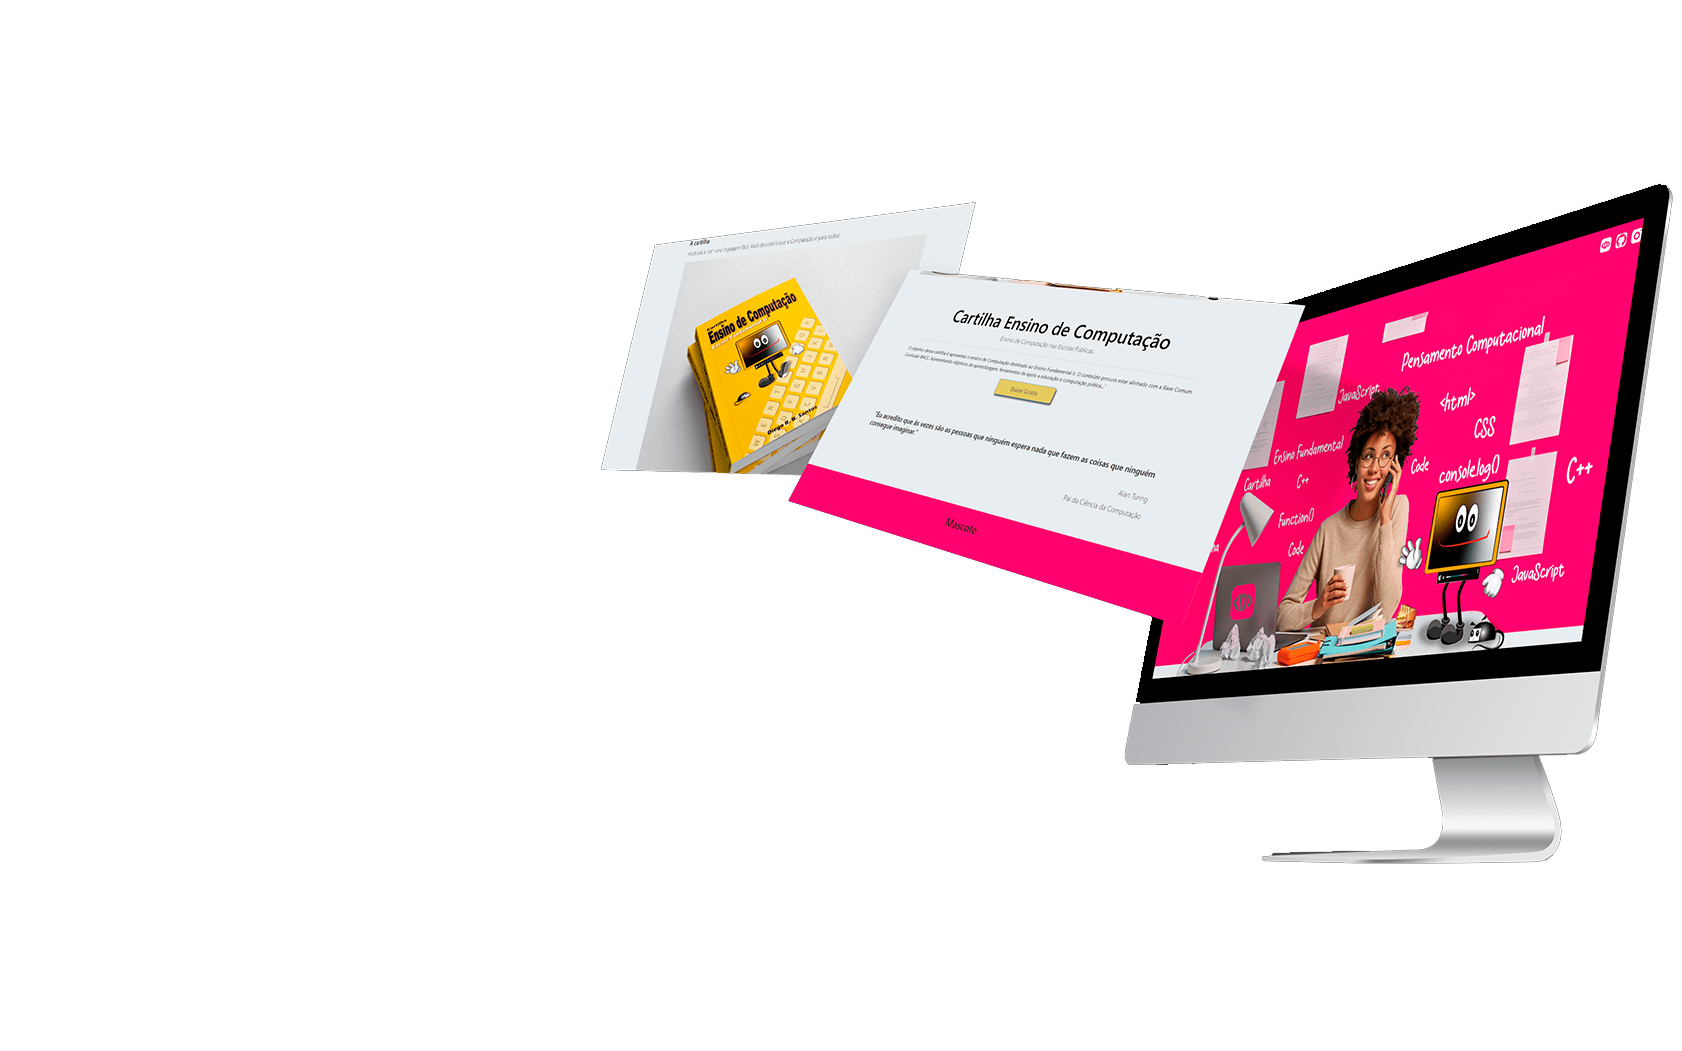 A cartilha
Ilustrada e com uma linguagem fácil, Você descobrirá que a Computação é para todos!
Cartilha
Ensino de Computação
Diego R. B. Santos
Cartilha Ensino de Computação
Ensino de Computação nas Escolas Públicas.
O objetivo dessa cartilha é apresentar o ensino de Computação destinado ao Ensino Fundamental II. O conteúdo procura estar alinhado com a Base Comum
Curricular BNCC. Apresentando objetivos de aprendizagem, ferramentas de apoio a educação e computação prática...
Baixe Grátis
"Eu acredito que às vezes são as pessoas que ninguém espera nada que fazem as coisas que ninguém
consegue imaginar."
Alan Turing
Pai da Ciência da Computação
Mascote
Pensamento Computacional
JavaScript
<html>
CSS
Ensino Fundamental
Code
console.log()
C++
Cartilha
C++
Function()
Code
JavaScript